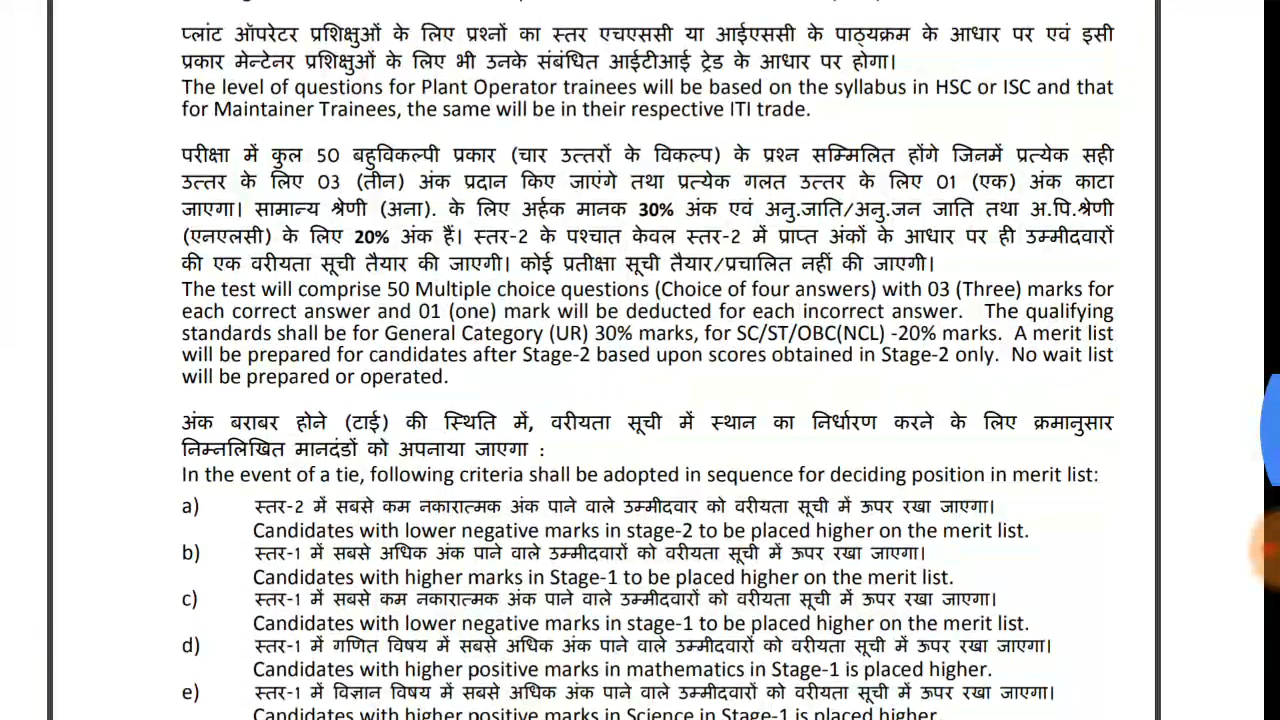 प्लांट ऑपरेटर प्रशिक्षुओं के लिए प्रश्नों का स्तर एचएससी या आईएससी के पाठ्यक्रम के आधार पर एवं इसी
प्रकार मेन्टेनर प्रशिक्षुओं के लिए भी उनके संबंधित आईटीआई ट्रेड के आधार पर होगा।
The level of questions for Plant Operator trainees will be based on the syllabus in HSC or ISC and that
for Maintainer Trainees, the same will be in their respective ITI trade.
परीक्षा में कुल 50 बहुविकल्पी प्रकार (चार उत्तरों के विकल्प) के प्रश्न सम्मिलित होंगे जिनमें प्रत्येक सही
उत्तर के लिए 03 (तीन) अंक प्रदान किए जाएंगे तथा प्रत्येक गलत उत्तर के लिए 01 (एक) अंक काटा
जाएगा। सामान्य श्रेणी (अना). के लिए अर्हक मानक 30% अंक एवं अनु.जाति/अनु.जन जाति तथा अ.पि.श्रेणी
(एनएलसी) के लिए 20% अंक हैं। स्तर-2 के पश्चात केवल स्तर-2 में प्राप्त अंकों के आधार पर ही उम्मीदवारों
की एक वरीयता सूची तैयार की जाएगी। कोई प्रतीक्षा सूची तैयार/प्रचालित नहीं की जाएगी।
The test will comprise 50 Multiple choice questions (Choice of four answers) with 03 (Three) marks for
each correct answer and 01 (one) mark will be deducted for each incorrect answer. The qualifying
standards shall be for General Category (UR) 30% marks, for SC/ST/OBC(NCL) -20% marks. A merit list
will be prepared for candidates after Stage-2 based upon scores obtained in Stage-2 only. No wait list
will be prepared or operated.
अंक बराबर होने (टाई) की स्थिति में, वरीयता सूची में स्थान का निर्धारण करने के लिए क्रमानुसार
निम्नलिखित मानदंडों को अपनाया जाएगा :
In the event of a tie, following criteria shall be adopted in sequence for deciding position in merit list:
a) स्तर-2 में सबसे कम नकारात्मक अंक पाने वाले उम्मीदवार को वरीयता सूची में ऊपर रखा जाएगा।
Candidates with lower negative marks in stage-2 to be placed higher on the merit list.
b) स्तर-1 में सबसे अधिक अंक पाने वाले उम्मीदवारों को वरीयता सूची में ऊपर रखा जाएगा।
Candidates with higher marks in Stage-1 to be placed higher on the merit list.
c) स्तर-1 में सबसे कम नकारात्मक अंक पाने वाले उम्मीदवारों को वरीयता सूची में ऊपर रखा जाएगा।
Candidates with lower negative marks in stage-1 to be placed higher on the merit list.
d) स्तर-1 में गणित विषय में सबसे अधिक अंक पाने वाले उम्मीदवारों को वरीयता सूची में ऊपर रखा जाएगा।
Candidates with higher positive marks in mathematics in Stage-1 is placed higher.
e) स्तर-1 में विज्ञान विषय में सबसे अधिक अंक पाने वाले उम्मीदवारों को वरीयता सूची में ऊपर रखा जाएगा।
Candidates with higher positive marks in Science in Stage-1 is placed higher.